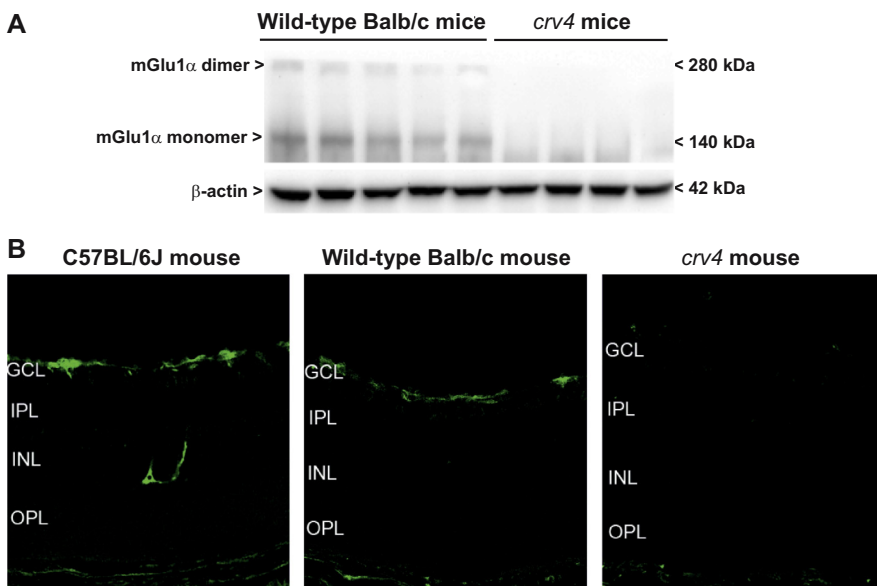 A
Wild-type Balb/c mice
crv4 mice
mGlu1α dimer >
< 280 kDa
mGlu1α monomer >
< 140 kDa
β-actin >
< 42 kDa
B
C57BL/6J mouse
Wild-type Balb/c mouse
crv4 mouse
GCL
IPL
INL
OPL
GCL
IPL
INL
OPL
GCL
IPL
INL
OPL